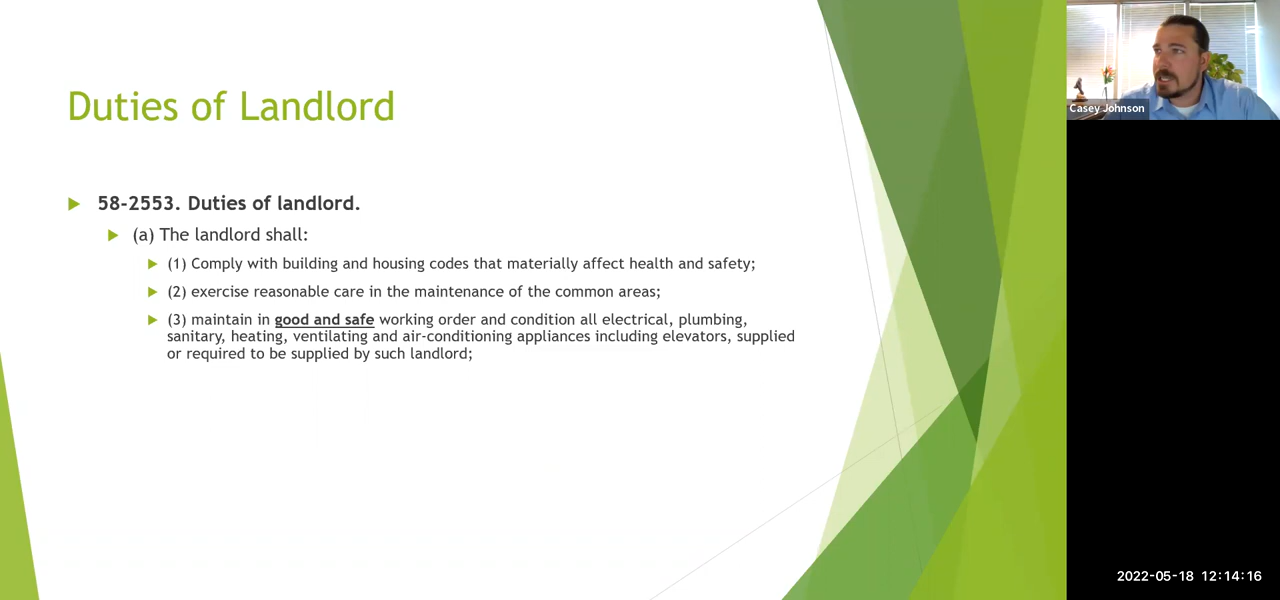 Duties of Landlord
58-2553. Duties of landlord.
(a) The landlord shall:
(1) Comply with building and housing codes that materially affect health and safety;
(2) exercise reasonable care in the maintenance of the common areas;
(3) maintain in good and safe working order and condition all electrical, plumbing,
sanitary, heating, ventilating and air-conditioning appliances including elevators, supplied
or required to be supplied by such landlord;
Casey Johnson
2022-05-18 12:14:16